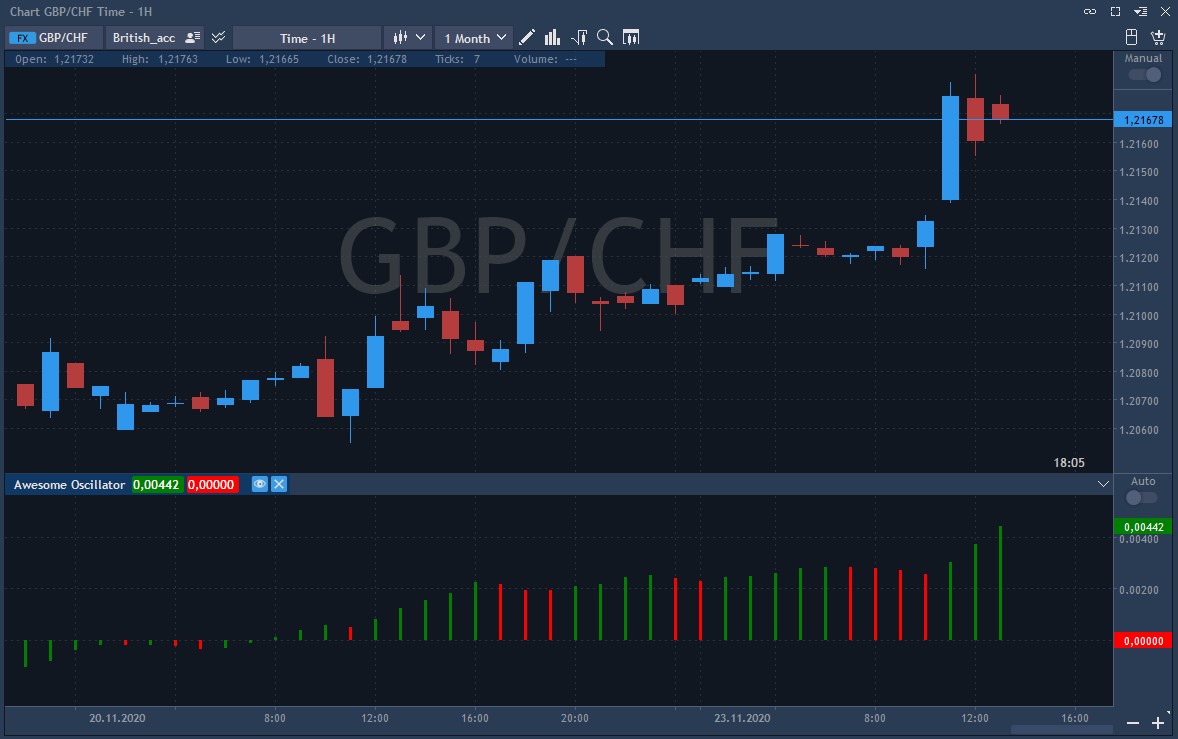 Chart GBP/CHF Time - 1H
FX GBP/CHF British_acc Time - 1H 1 Month
Open: 1,21732 High: 1,21763 Low: 1,21665 Close: 1,21678 Ticks: 7 Volume: ---
Manual
GBP/CHF
1,21678
1.21600
1.21500
1.21400
1.21300
1.21200
1.21100
1.21000
1.20900
1.20800
1.20700
1.20600
18:05
Awesome Oscillator 0,00442 0,00000
Auto
0,00442
0.00400
0.00200
0,00000
20.11.2020 8:00 12:00 16:00 20:00 23.11.2020 8:00 12:00 16:00